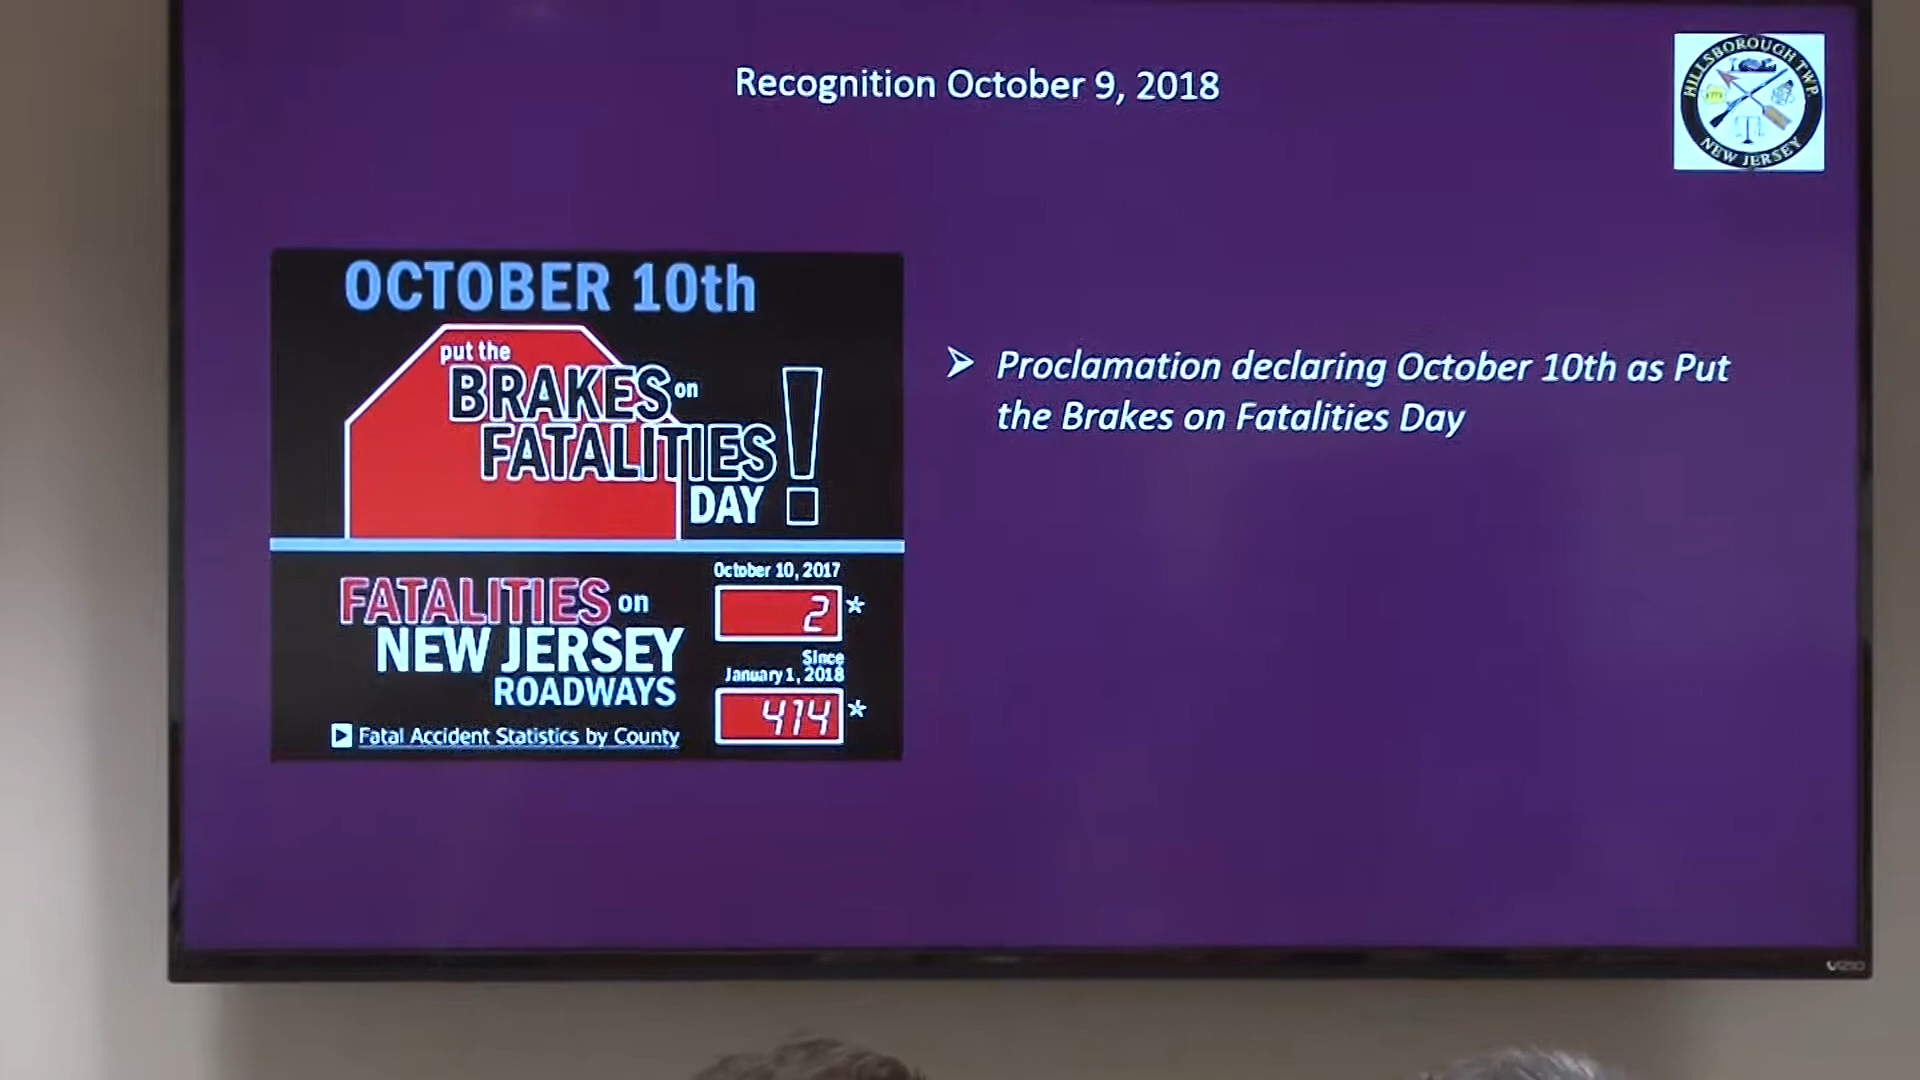 Recognition October 9, 2018
HILLSBOROUGH TWP.
NEW JERSEY
OCTOBER 10th
put the
BRAKES on
FATALITIES
DAY!
FATALITIES on
NEW JERSEY
ROADWAYS
Fatal Accident Statistics by County
October 10, 2017
2*
Since
January 1, 2018
414*
Proclamation declaring October 10th as Put
the Brakes on Fatalities Day
VIZIO